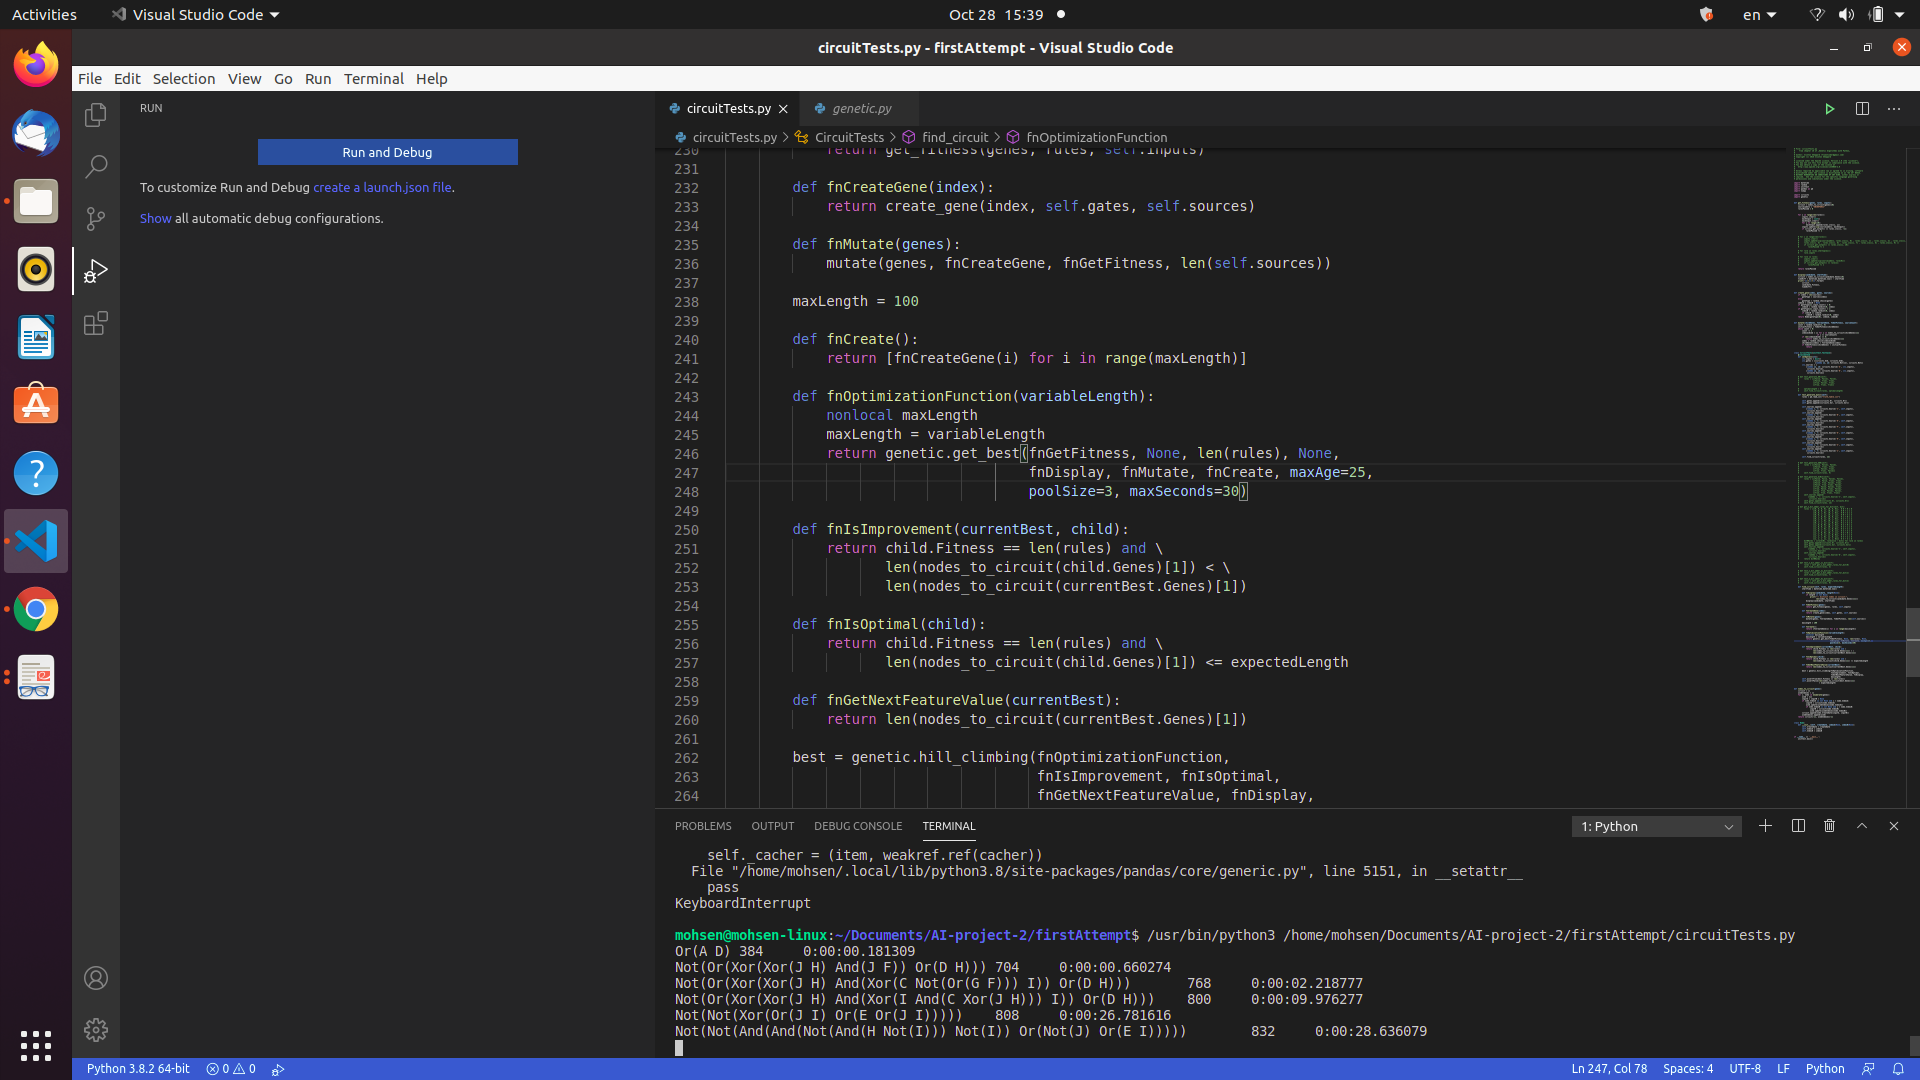 Activities
Visual Studio Code
Oct 28 15:39
en
circuitTests.py - firstAttempt - Visual Studio Code
File Edit Selection View Go Run Terminal Help
RUN
Run and Debug
To customize Run and Debug create a launch.json file.
Show all automatic debug configurations.
circuitTests.py
genetic.py
circuitTests.py > CircuitTests > find_circuit > fnOptimizationFunction
230 return get_fitness(genes, rules, self.inputs)
231
232 def fnCreateGene(index):
233 return create_gene(index, self.gates, self.sources)
234
235 def fnMutate(genes):
236 mutate(genes, fnCreateGene, fnGetFitness, len(self.sources))
237
238 maxLength = 100
239
240 def fnCreate():
241 return [fnCreateGene(i) for i in range(maxLength)]
242
243 def fnOptimizationFunction(variableLength):
244 nonlocal maxLength
245 maxLength = variableLength
246 return genetic.get_best(fnGetFitness, None, len(rules), None,
247 fnDisplay, fnMutate, fnCreate, maxAge=25,
248 poolSize=3, maxSeconds=30)
249
250 def fnIsImprovement(currentBest, child):
251 return child.Fitness == len(rules) and \
252 len(nodes_to_circuit(child.Genes)[1]) < \
253 len(nodes_to_circuit(currentBest.Genes)[1])
254
255 def fnIsOptimal(child):
256 return child.Fitness == len(rules) and \
257 len(nodes_to_circuit(child.Genes)[1]) <= expectedLength
258
259 def fnGetNextFeatureValue(currentBest):
260 return len(nodes_to_circuit(currentBest.Genes)[1])
261
262 best = genetic.hill_climbing(fnOptimizationFunction,
263 fnIsImprovement, fnIsOptimal,
264 fnGetNextFeatureValue, fnDisplay,
PROBLEMS OUTPUT DEBUG CONSOLE TERMINAL
1: Python
self._cacher = (item, weakref.ref(cacher))
File "/home/mohsen/.local/lib/python3.8/site-packages/pandas/core/generic.py", line 5151, in __setattr__
pass
KeyboardInterrupt
mohsen@mohsen-linux:~/Documents/AI-project-2/firstAttempt$ /usr/bin/python3 /home/mohsen/Documents/AI-project-2/firstAttempt/circuitTests.py
Or(A D) 384 0:00:00.181309
Not(Or(Xor(Xor(J H) And(J F)) Or(D H))) 704 0:00:00.660274
Not(Or(Xor(Xor(J H) And(Xor(C Not(Or(G F))) I)) Or(D H))) 768 0:00:02.218777
Not(Or(Xor(Xor(J H) And(Xor(I And(C Xor(J H))) I)) Or(D H))) 800 0:00:09.976277
Not(Not(Xor(Or(J I) Or(E Or(J I))))) 808 0:00:26.781616
Not(Not(And(And(Not(And(H Not(I))) Not(I)) Or(Not(J) Or(E I))))) 832 0:00:28.636079
Python 3.8.2 64-bit
0 0
Ln 247, Col 78
Spaces: 4
UTF-8
LF
Python